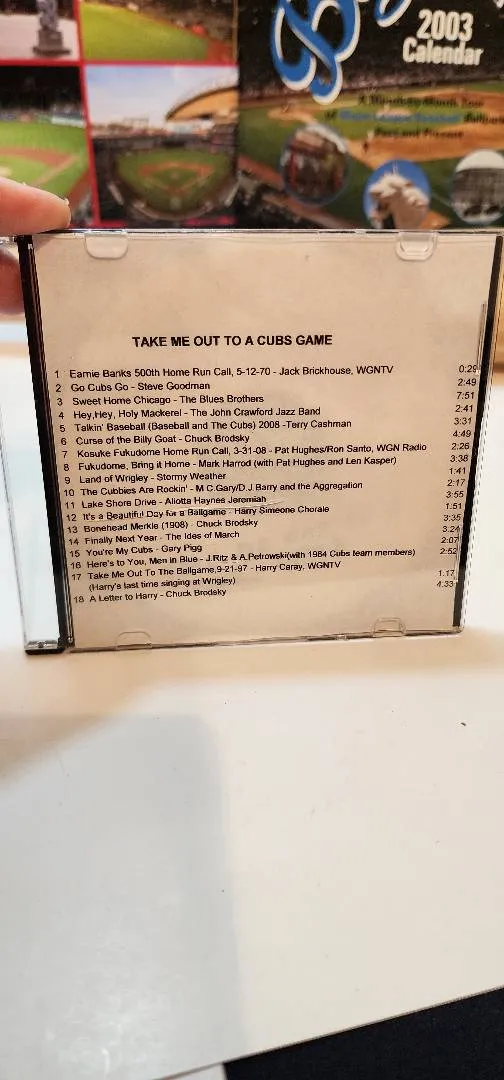 2003
Calendar
Past and Present
TAKE ME OUT TO A CUBS GAME
1 Earnie Banks 500th Home Run Call, 5-12-70 - Jack Brickhouse, WGNTV 0:29
2 Go Cubs Go - Steve Goodman 2:49
3 Sweet Home Chicago - The Blues Brothers 7:51
4 Hey,Hey, Holy Mackerel - The John Crawford Jazz Band 2:41
5 Talkin' Baseball (Baseball and The Cubs) 2008 -Terry Cashman 3:31
6 Curse of the Billy Goat - Chuck Brodsky 4:49
7 Kosuke Fukudome Home Run Call, 3-31-08 - Pat Hughes/Ron Santo, WGN Radio 2:26
8 Fukudome, Bring it Home - Mark Harrod (with Pat Hughes and Len Kasper) 3:38
9 Land of Wrigley - Stormy Weather 1:41
10 The Cubbies Are Rockin' - M.C.Gary/D.J.Barry and the Aggregation 2:17
11 Lake Shore Drive - Aliotta Haynee Jeremiah 3:55
12 It's a Beautiful Day for a Ballgame - Harry Simeone Chorale 1:51
13 Bonehead Merkle (1908) - Chuck Brodsky 3:35
14 Finally Next Year - The Ides of March 3:24
15 You're My Cubs - Gary Pigg 2:07
16 Here's to You, Men in Blue - J.Ritz & A.Petrowski(with 1984 Cubs team members) 2:52
17 Take Me Out To The Ballgame,9-21-97 - Harry Caray, WGNTV
(Harry's last time singing at Wrigley) 1:17
18 A Letter to Harry - Chuck Brodsky 4:33